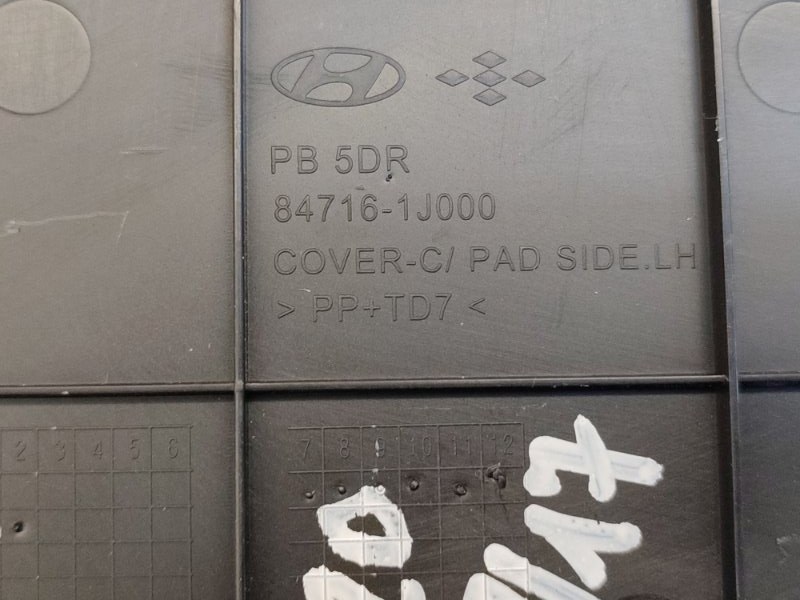 PB 5DR
84716-1J000
COVER-C/ PAD SIDE.LH
> PP+TD7 <
2 3 4 5 6
7 8 9 10 11 12